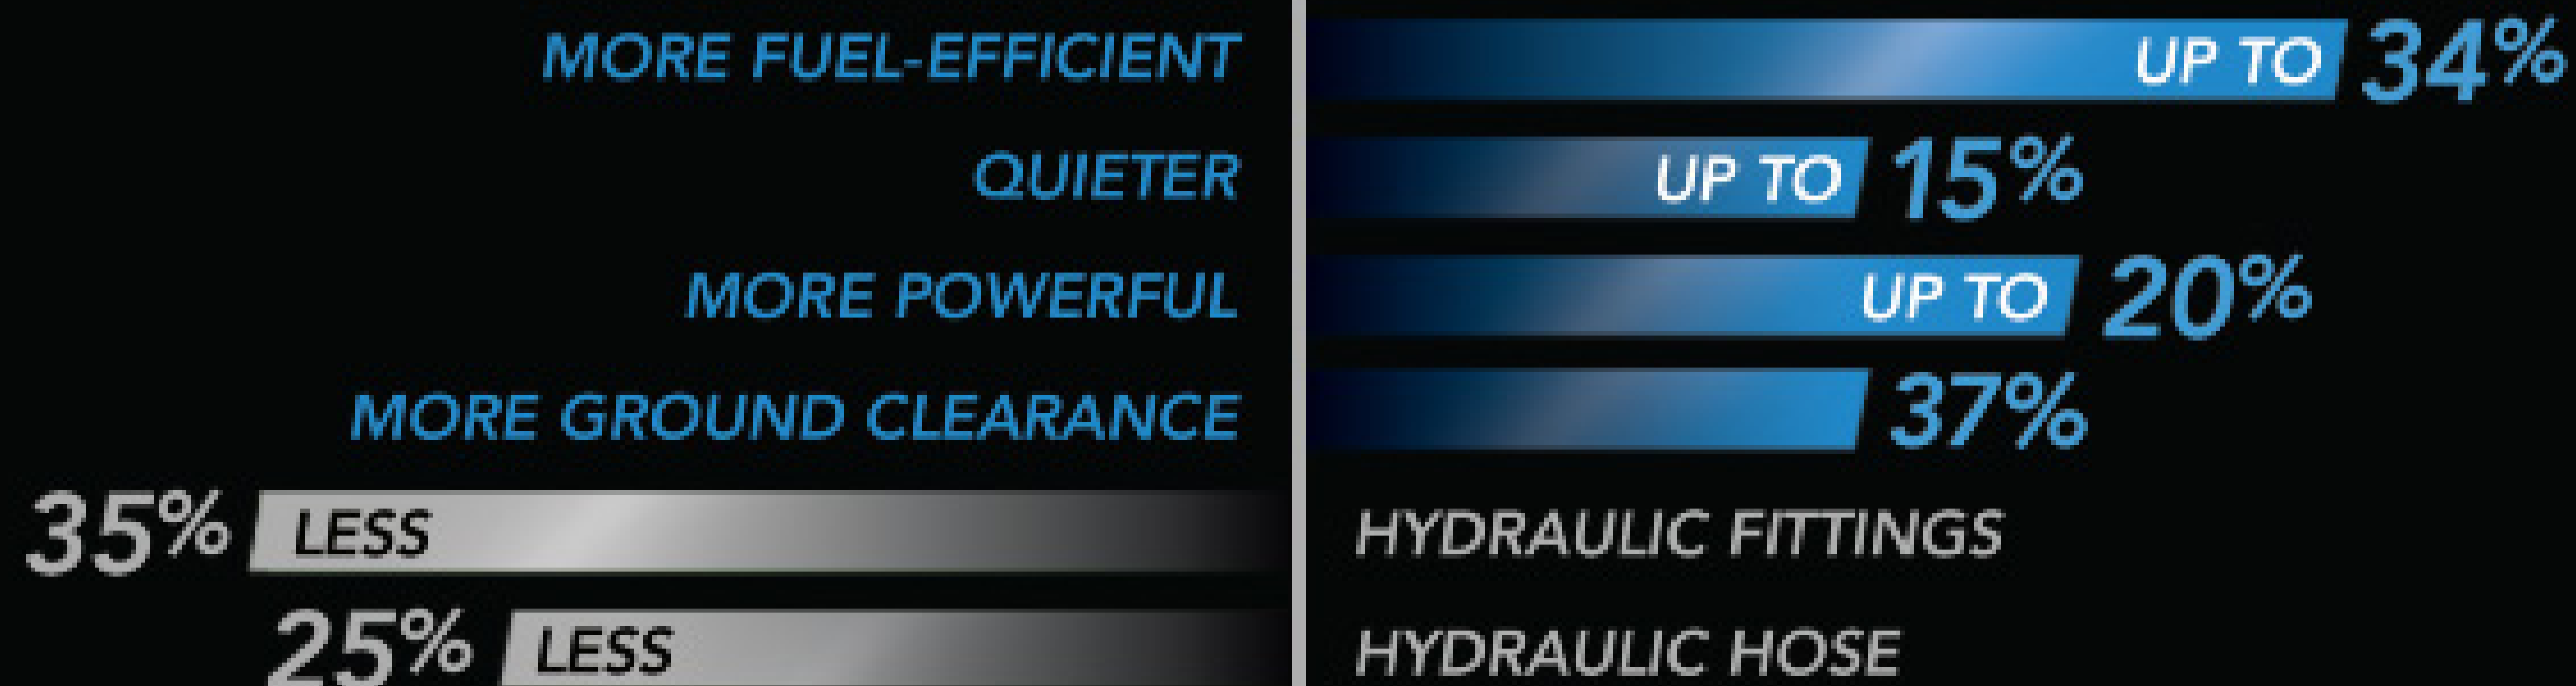 MORE FUEL-EFFICIENT UP TO 34%
QUIETER UP TO 15%
MORE POWERFUL UP TO 20%
MORE GROUND CLEARANCE 37%
35% LESS HYDRAULIC FITTINGS
25% LESS HYDRAULIC HOSE